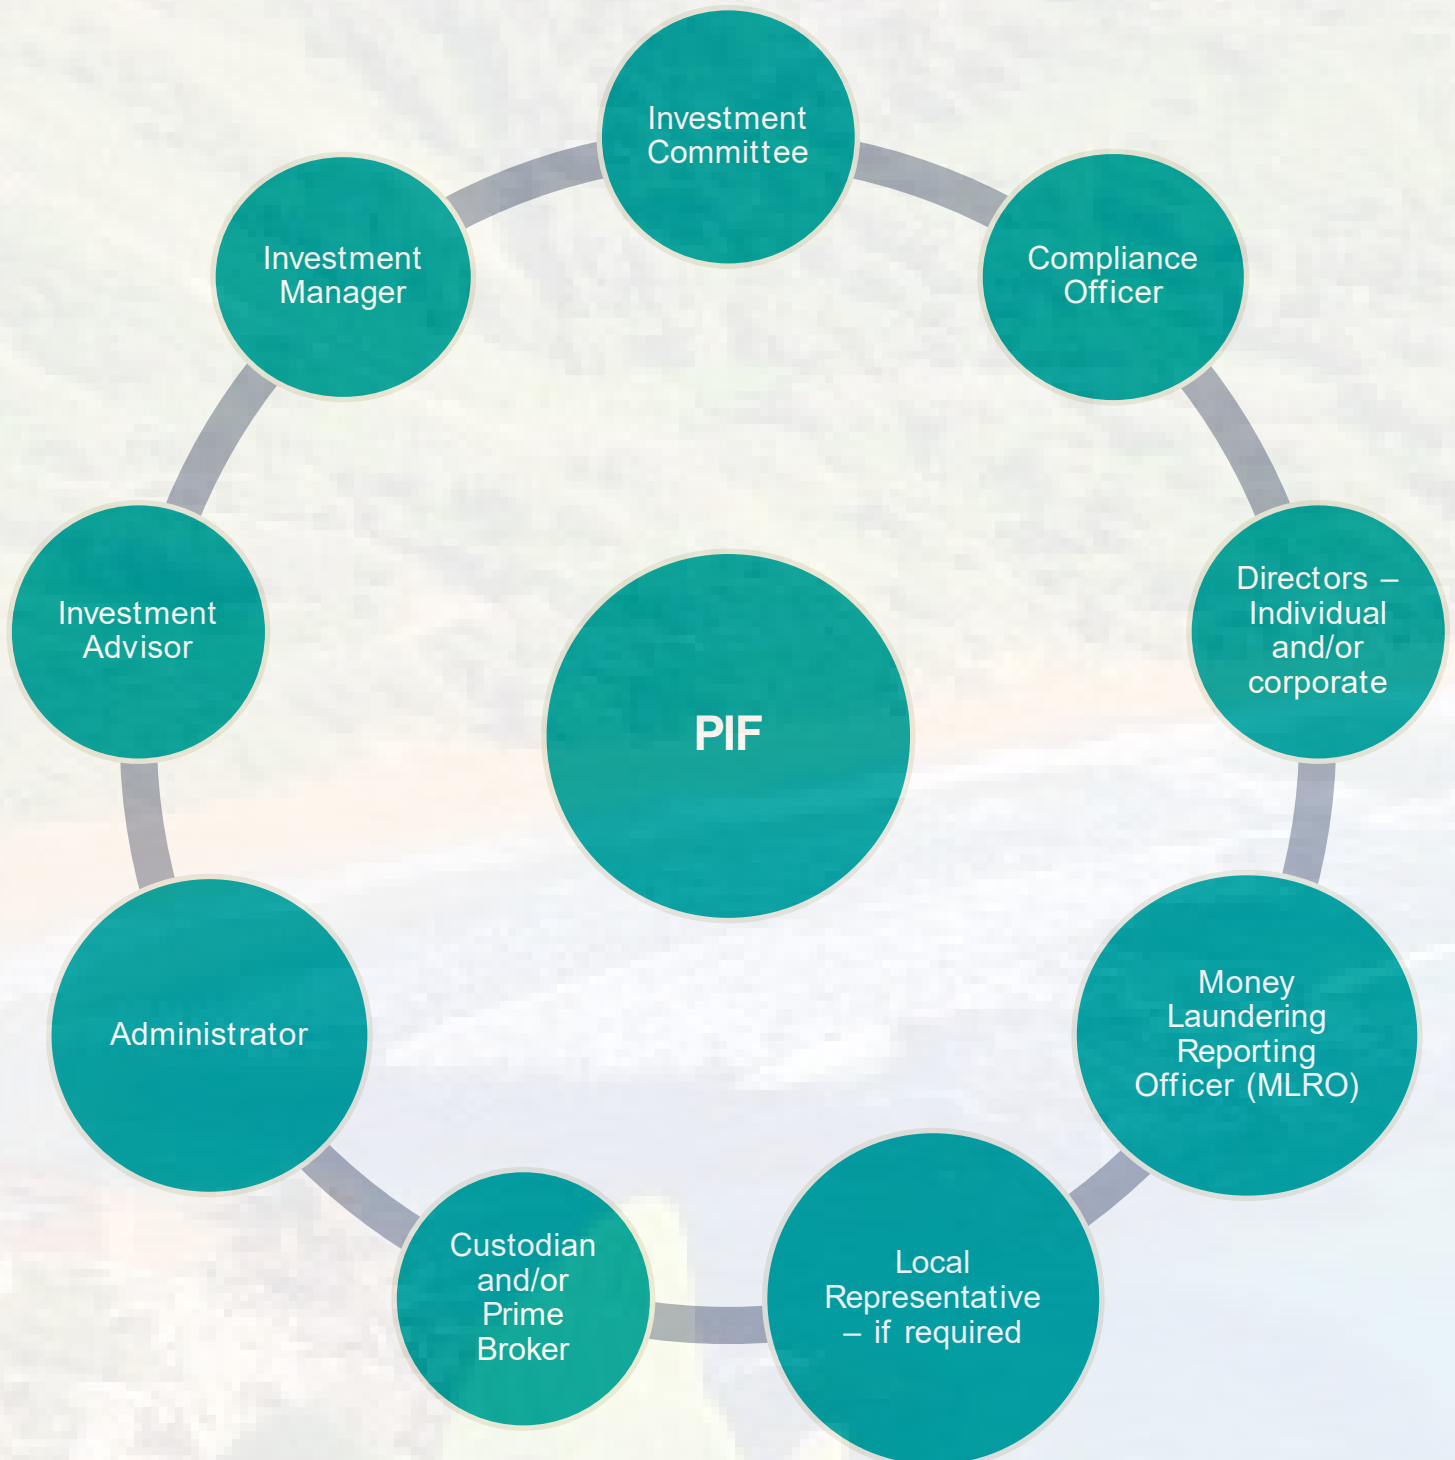 Investment
Committee
Compliance
Officer
Directors –
Individual
and/or
corporate
Money
Laundering
Reporting
Officer (MLRO)
Local
Representative
– if required
Custodian
and/or
Prime
Broker
Administrator
Investment
Advisor
Investment
Manager
PIF